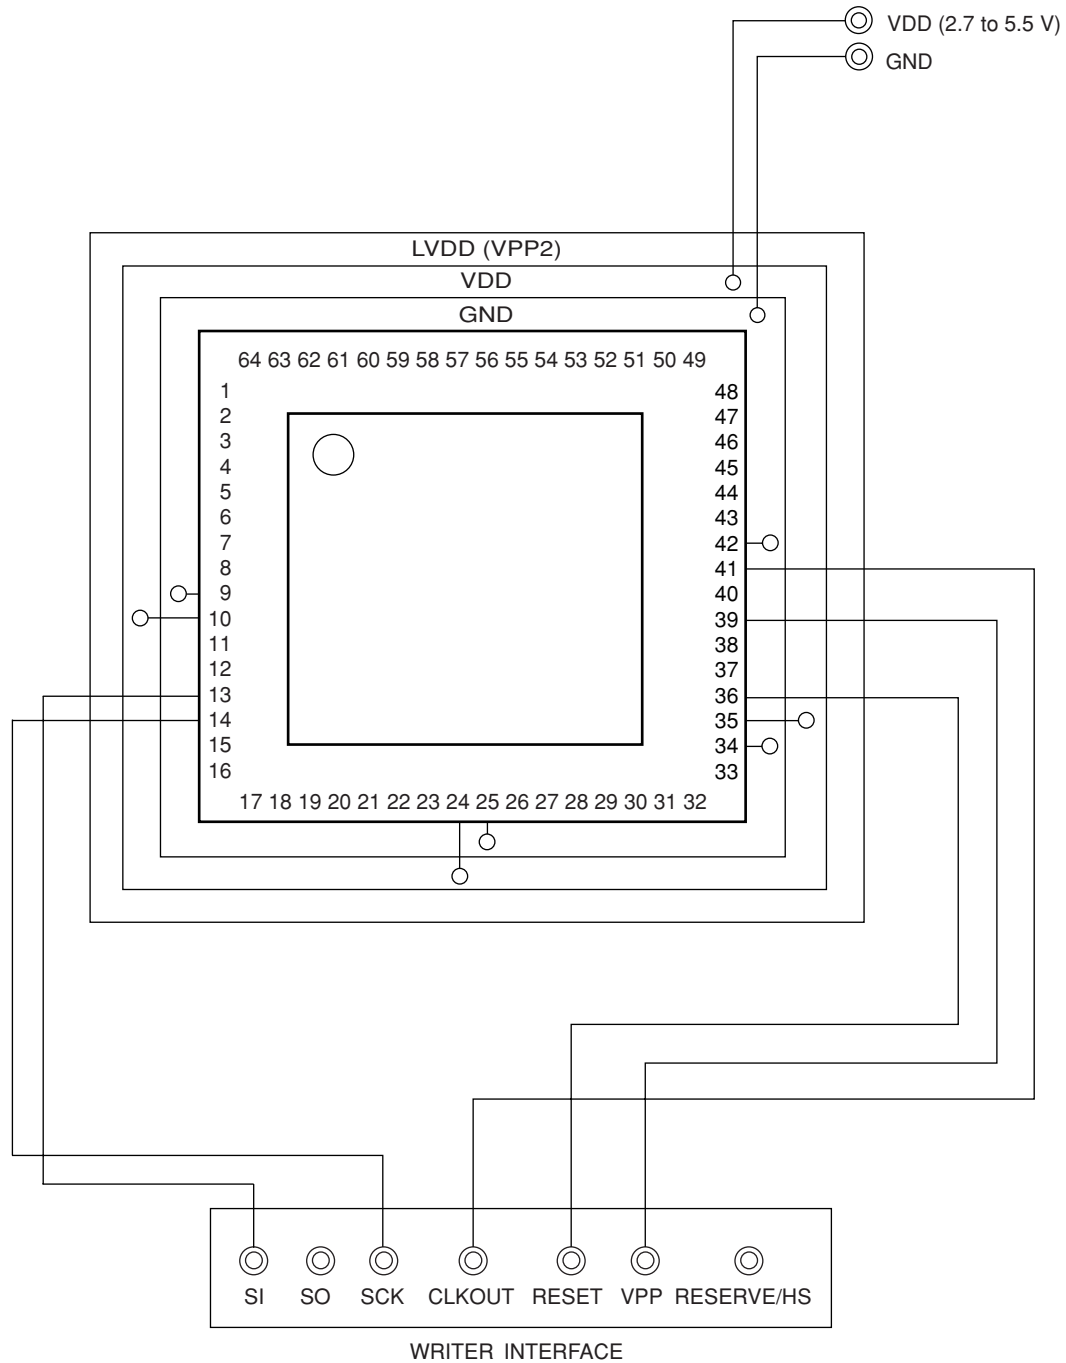 VDD (2.7 to 5.5 V)
GND
LVDD (VPP2)
VDD
GND
64 63 62 61 60 59 58 57 56 55 54 53 52 51 50 49
1 48
2 47
3 46
4 45
5 44
6 43
7 42
8 41
9 40
10 39
11 38
12 37
13 36
14 35
15 34
16 33
17 18 19 20 21 22 23 24 25 26 27 28 29 30 31 32
SI SO SCK CLKOUT RESET VPP RESERVE/HS
WRITER INTERFACE